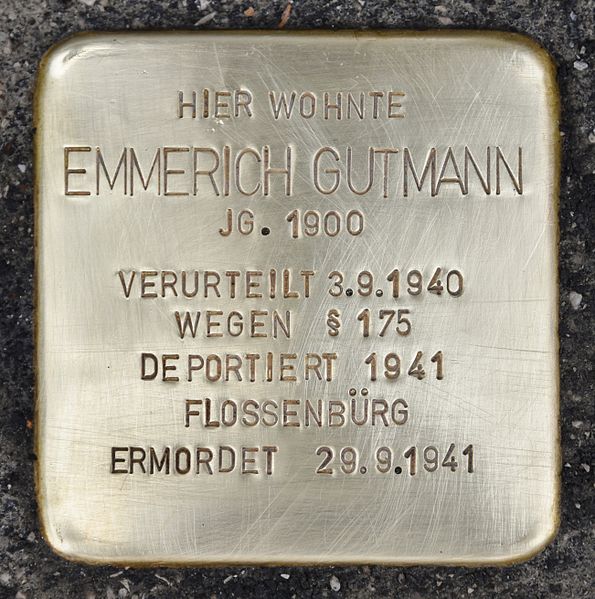 HIER WOHNTE
EMMERICH GUTMANN
JG. 1900
VERURTEILT 3.9.1940
WEGEN § 175
DEPORTIERT 1941
FLOSSENBÜRG
ERMORDET 29.9.1941